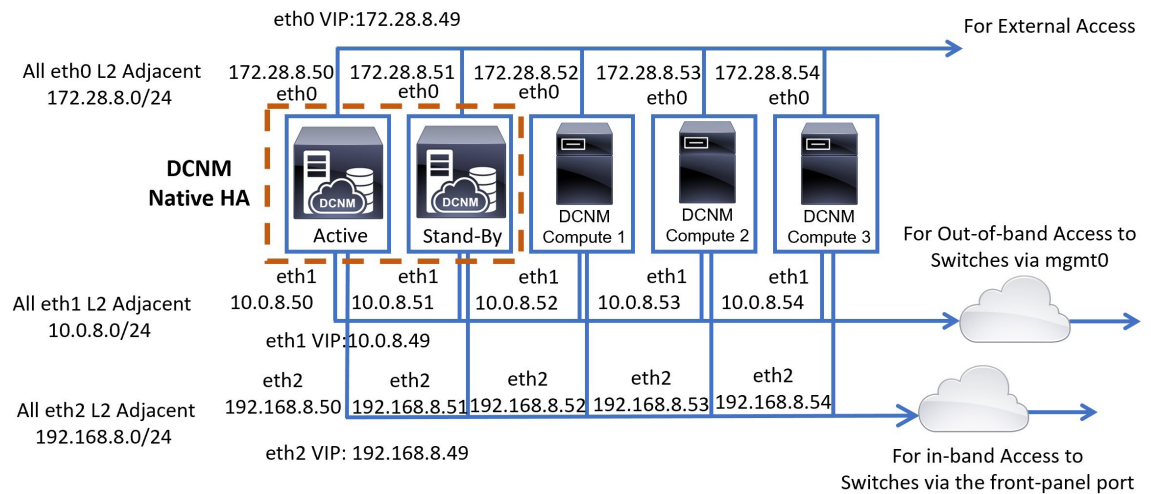 eth0 VIP:172.28.8.49
For External Access
All eth0 L2 Adjacent
172.28.8.0/24
172.28.8.50 172.28.8.51 172.28.8.52 172.28.8.53 172.28.8.54
eth0 eth0 eth0 eth0 eth0
DCNM
Native HA
DCNM
Active
DCNM
Stand-By
DCNM
Compute 1
DCNM
Compute 2
DCNM
Compute 3
For Out-of-band Access to
Switches via mgmt0
eth1 eth1 eth1 eth1 eth1
All eth1 L2 Adjacent
10.0.8.0/24
10.0.8.50 10.0.8.51 10.0.8.52 10.0.8.53 10.0.8.54
eth1 VIP:10.0.8.49
eth2 eth2 eth2 eth2 eth2
192.168.8.50 192.168.8.51 192.168.8.52 192.168.8.53 192.168.8.54
All eth2 L2 Adjacent
192.168.8.0/24
eth2 VIP: 192.168.8.49
For in-band Access to
Switches via the front-panel port